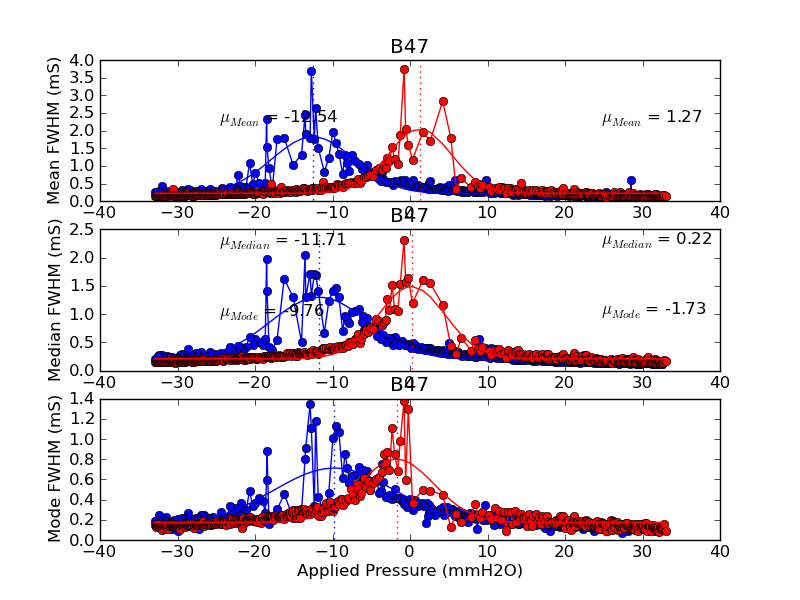 B47
Mean FWHM (mS)
4.0
3.5
3.0
2.5
2.0
1.5
1.0
0.5
0.0
μMean = -12.54
μMean = 1.27
−40 −30 −20 −10 0 10 20 30 40
B47
Median FWHM (mS)
2.5
2.0
1.5
1.0
0.5
0.0
μMedian = -11.71
μMedian = 0.22
μMode = -9.76
μMode = -1.73
−40 −30 −20 −10 0 10 20 30 40
B47
Mode FWHM (mS)
1.4
1.2
1.0
0.8
0.6
0.4
0.2
0.0
−40 −30 −20 −10 0 10 20 30 40
Applied Pressure (mmH2O)